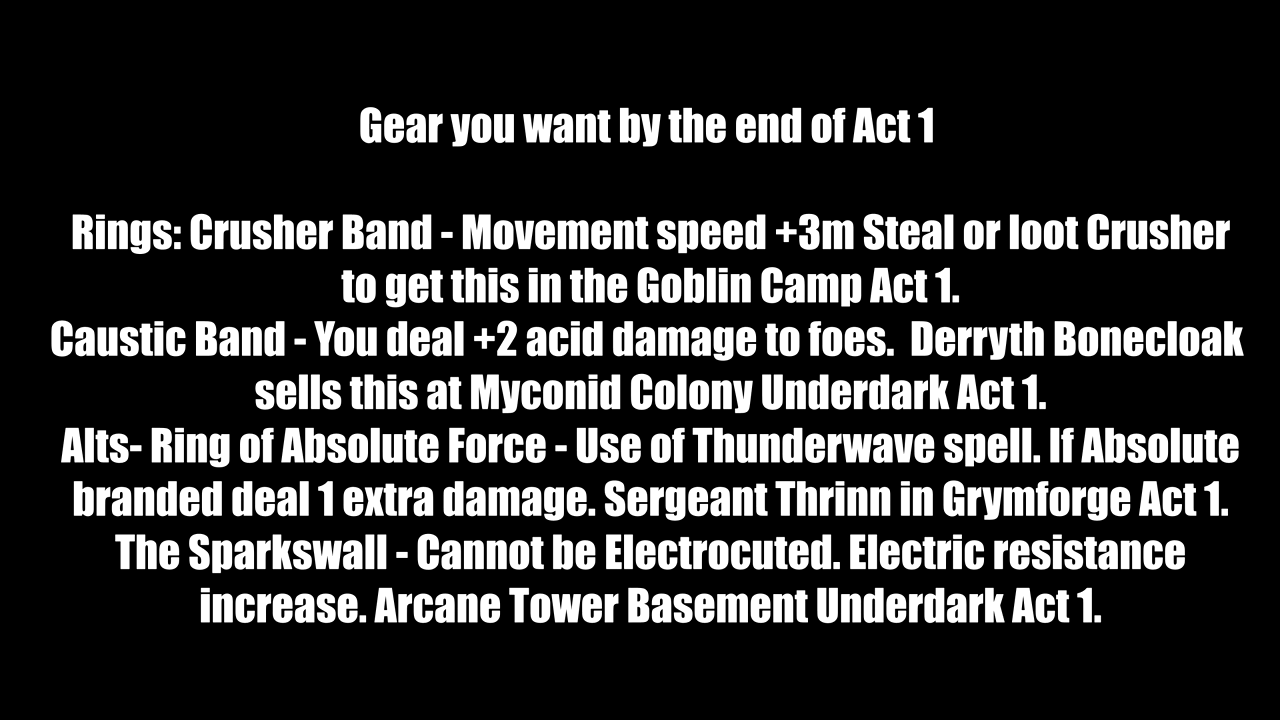 Gear you want by the end of Act 1
Rings: Crusher Band - Movement speed +3m Steal or loot Crusher
to get this in the Goblin Camp Act 1.
Caustic Band - You deal +2 acid damage to foes.  Derryth Bonecloak
sells this at Myconid Colony Underdark Act 1.
Alts- Ring of Absolute Force - Use of Thunderwave spell. If Absolute
branded deal 1 extra damage. Sergeant Thrinn in Grymforge Act 1.
The Sparkswall - Cannot be Electrocuted. Electric resistance
increase. Arcane Tower Basement Underdark Act 1.